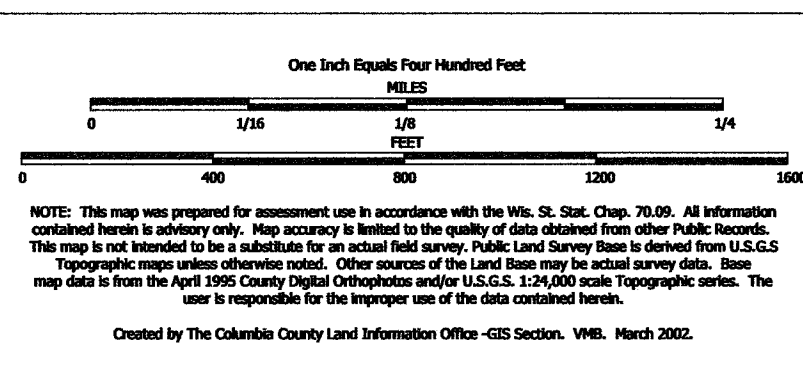 One Inch Equals Four Hundred Feet
MILES
0 1/16 1/8 1/4
FEET
0 400 800 1200 1600
NOTE: This map was prepared for assessment use in accordance with the Wis. St. Stat. Chap. 70.09. All information
contained herein is advisory only. Map accuracy is limited to the quality of data obtained from other Public Records.
This map is not intended to be a substitute for an actual field survey. Public Land Survey Base is derived from U.S.G.S
Topographic maps unless otherwise noted. Other sources of the Land Base may be actual survey data. Base
map data is from the April 1995 County Digital Orthophotos and/or U.S.G.S. 1:24,000 scale Topographic series. The
user is responsible for the improper use of the data contained herein.
Created by The Columbia County Land Information Office -GIS Section. VMB. March 2002.